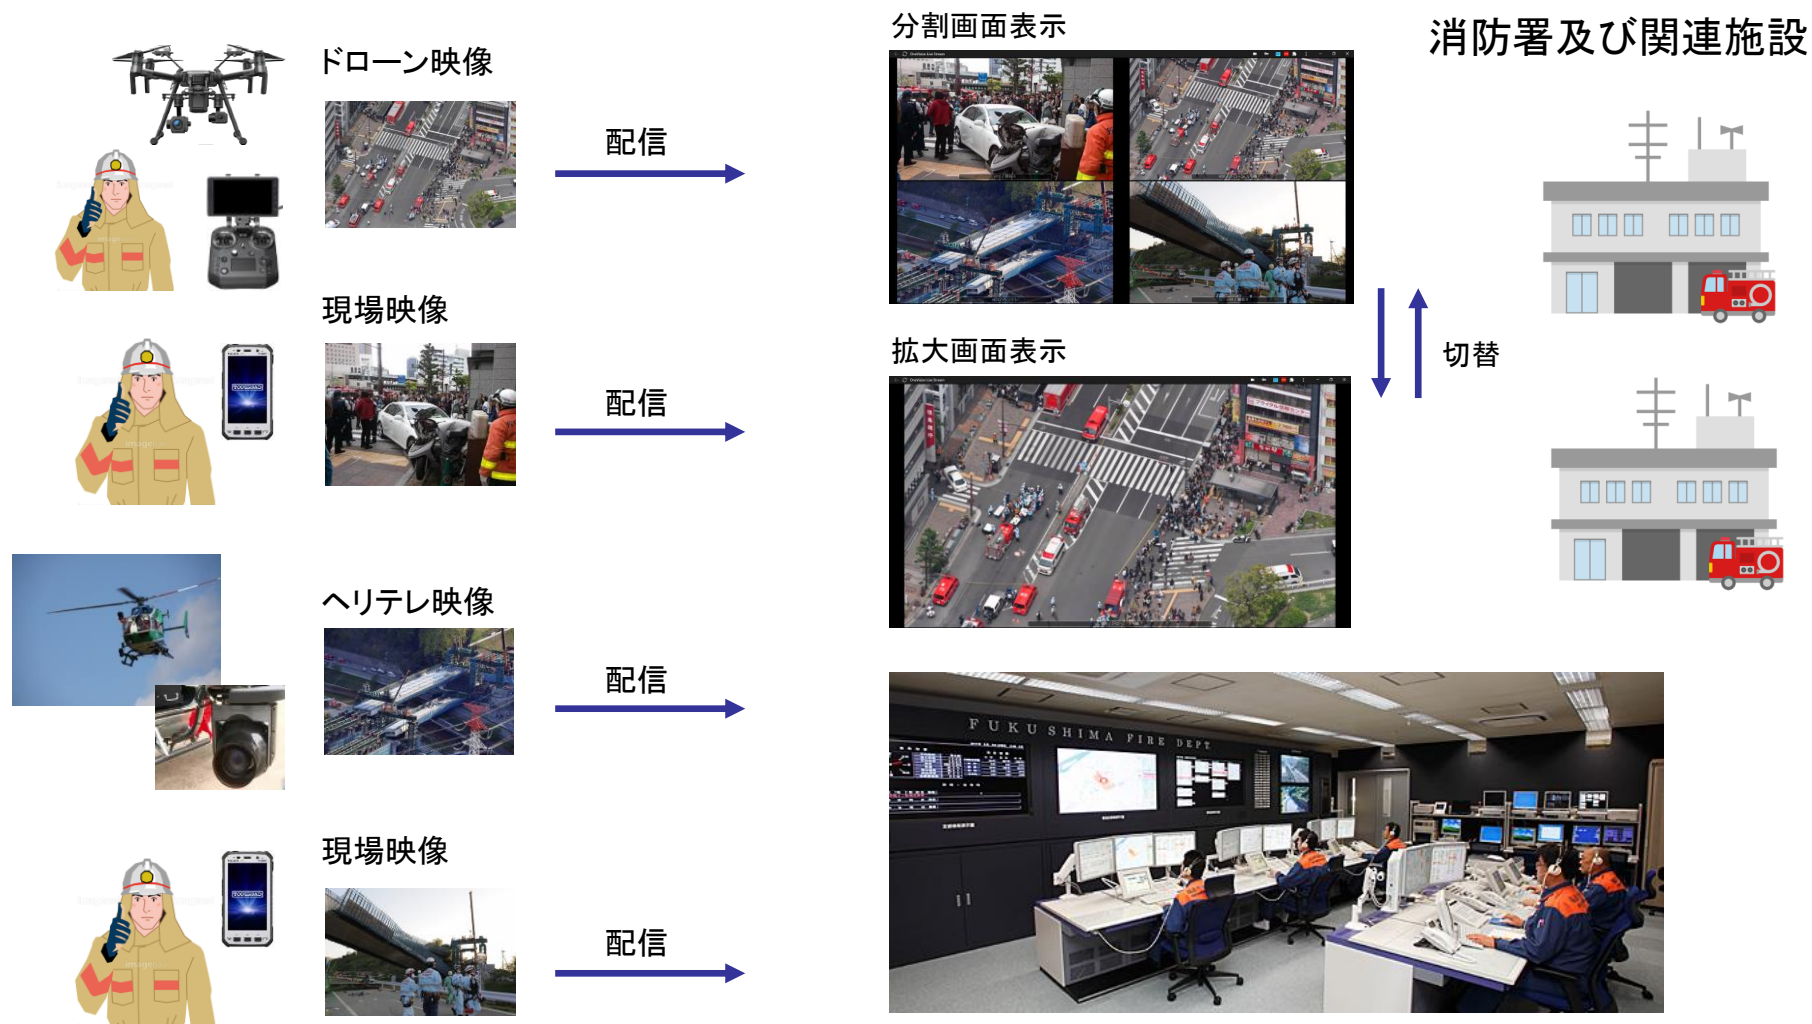 ドローン映像
配信
現場映像
配信
ヘリテレ映像
配信
現場映像
配信
分割画面表示
拡大画面表示
切替
消防署及び関連施設
FUKUSHIMA FIRE DEPT.